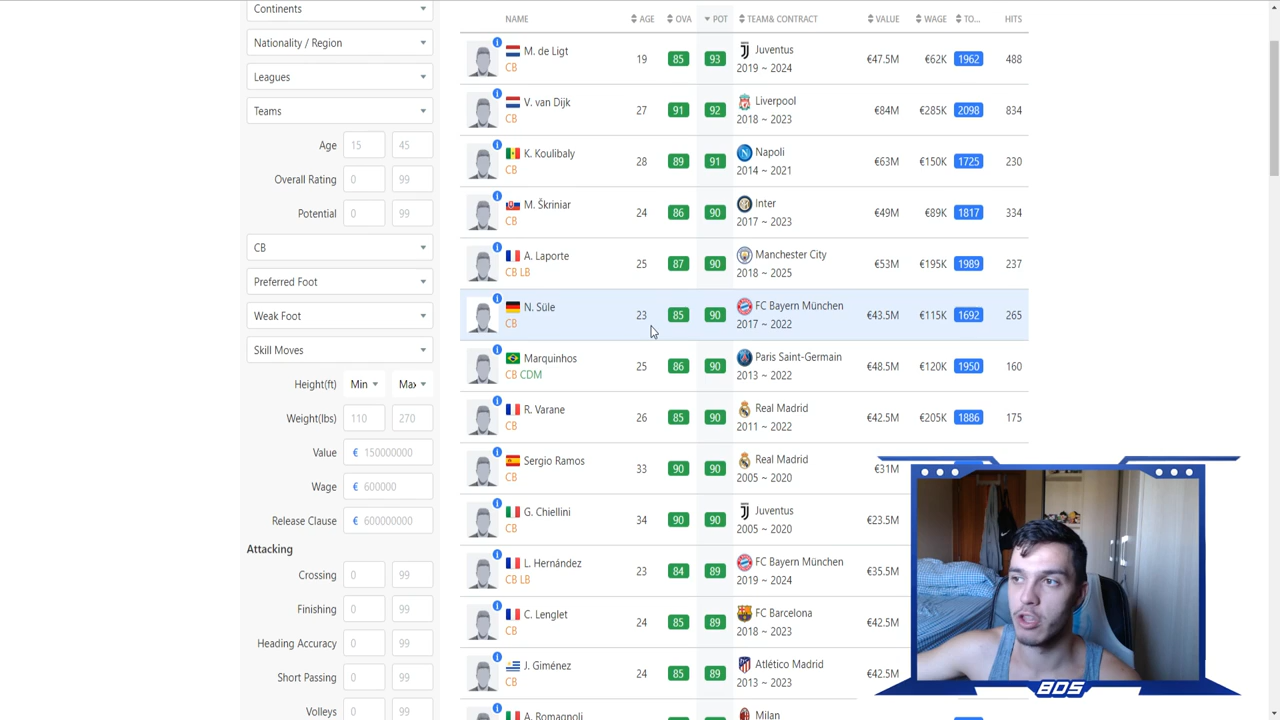 Continents
Nationality / Region
Leagues
Teams
Age 15 45
Overall Rating 0 99
Potential 0 99
CB
Preferred Foot
Weak Foot
Skill Moves
Height(ft) Min Max
Weight(lbs) 110 270
Value € 150000000
Wage € 600000
Release Clause € 600000000
Attacking
Crossing 99
Finishing 0 99
Heading Accuracy 0 99
Short Passing 0 99
Volleys 0 99
NAME AGE OVA POT TEAM& CONTRACT VALUE WAGE TO... HITS
M. de Ligt CB 19 85 93 Juventus 2019 ~ 2024 €47.5M €62K 1962 488
V. van Dijk CB 27 91 92 Liverpool 2018 ~ 2023 €84M €285K 2098 834
K. Koulibaly CB 28 89 91 Napoli 2014 ~ 2021 €63M €150K 1725 230
M. Škriniar CB 24 86 90 Inter 2017 ~ 2023 €49M €89K 1817 334
A. Laporte CB LB 25 87 90 Manchester City 2018 ~ 2025 €53M €195K 1989 237
N. Süle CB 23 85 90 FC Bayern München 2017 ~ 2022 €43.5M €115K 1692 265
Marquinhos CB CDM 25 86 90 Paris Saint-Germain 2013 ~ 2022 €48.5M €120K 1950 160
R. Varane CB 26 85 90 Real Madrid 2011 ~ 2022 €42.5M €205K 1886 175
Sergio Ramos CB 33 90 90 Real Madrid 2005 ~ 2020 €31M
G. Chiellini CB 34 90 90 Juventus 2005 ~ 2020 €23.5M
L. Hernández CB LB 23 84 89 FC Bayern München 2019 ~ 2024 €35.5M
C. Lenglet CB 24 85 89 FC Barcelona 2018 ~ 2023 €42.5M
J. Giménez CB 24 85 89 Atlético Madrid 2013 ~ 2023 €42.5M
A. Romagnoli Milan
BDS